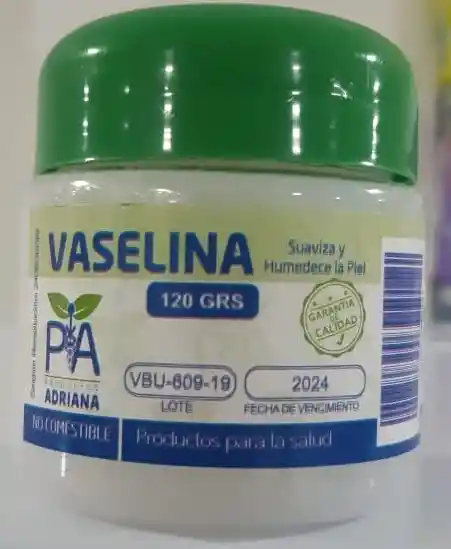 VASELINA
Suaviza y
Humedece la Piel
120 GRS
GARANTIA
DE
CALIDAD
PA
PRODUCTOS
ADRIANA
VBU-609-19
LOTE
2024
FECHA DE VENCIMIENTO
NO COMESTIBLE
Productos para la salud